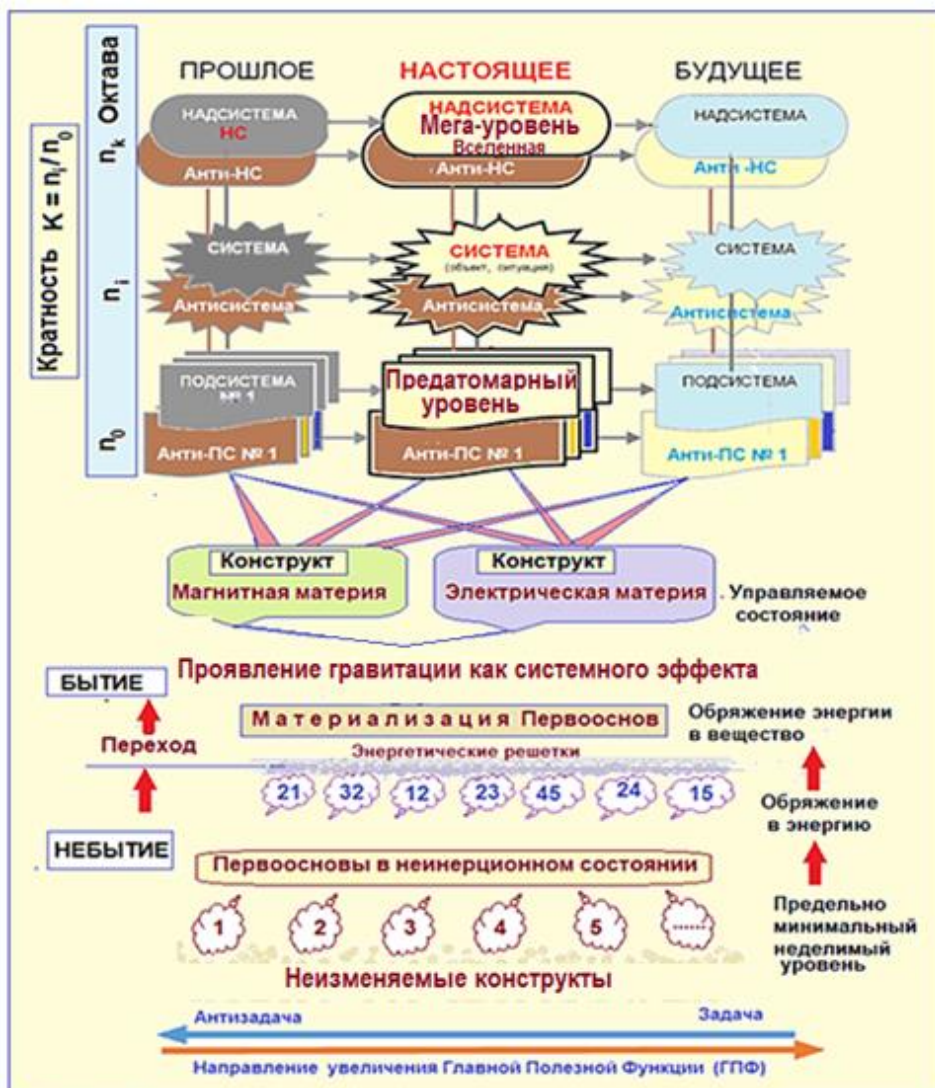 ПРОШЛОЕ
НАСТОЯЩЕЕ
БУДУЩЕЕ
Кратность K = nᵢ/n₀
Октава
nₖ
nᵢ
n₀
НАДСИСТЕМА
НС
Анти-НС
НАДСИСТЕМА
Мега-уровень
Вселенная
Анти-НС
НАДСИСТЕМА
Анти -НС
СИСТЕМА
Антисистема
СИСТЕМА
(объект, ситуация)
Антисистема
СИСТЕМА
Антисистема
ПОДСИСТЕМА
№ 1
Анти-ПС № 1
Предатомарный
уровень
Анти-ПС № 1
ПОДСИСТЕМА
Анти-ПС № 1
Конструкт
Магнитная материя
Конструкт
Электрическая материя
Управляемое
состояние
Проявление гравитации как системного эффекта
БЫТИЕ
Переход
НЕБЫТИЕ
Материализация Первооснов
Энергетические решетки
21 32 12 23 45 24 15
Обряжение энергии
в вещество
Обряжение
в энергию
Первоосновы в неинерционном состоянии
1 2 3 4 5 ......
Предельно
минимальный
неделимый
уровень
Неизменяемые конструкты
Антизадача
Задача
Направление увеличения Главной Полезной Функции (ГПФ)